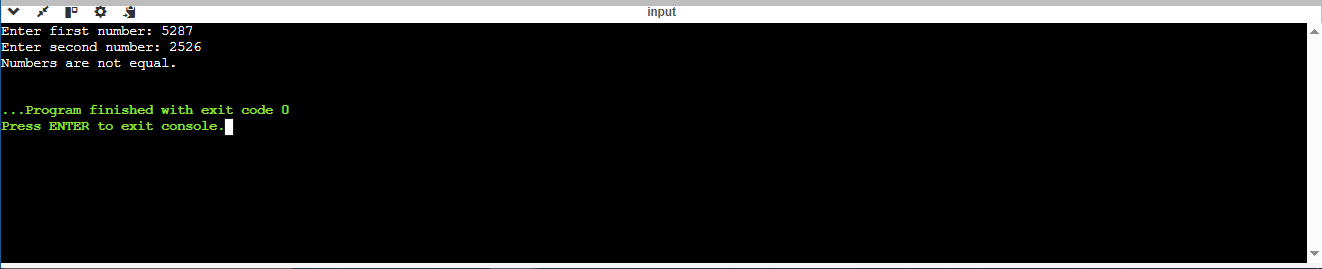 input
Enter first number: 5287
Enter second number: 2526
Numbers are not equal.
...Program finished with exit code 0
Press ENTER to exit console.